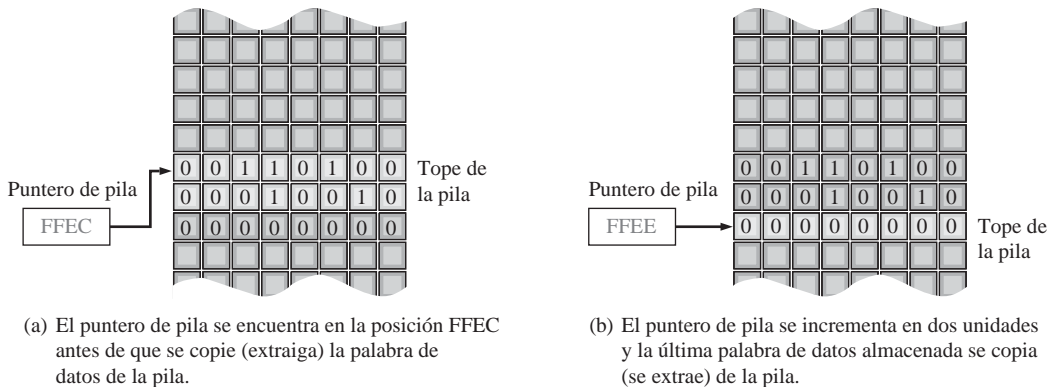 0 0 1 1 0 1 0 0
0 0 0 1 0 0 1 0
0 0 0 0 0 0 0 0
Tope de
la pila
Puntero de pila
FFEC
(a) El puntero de pila se encuentra en la posición FFEC
antes de que se copie (extraiga) la palabra de
datos de la pila.
0 0 1 1 0 1 0 0
0 0 0 1 0 0 1 0
0 0 0 0 0 0 0 0
Puntero de pila
FFEE
Tope de
la pila
(b) El puntero de pila se incrementa en dos unidades
y la última palabra de datos almacenada se copia
(se extrae) de la pila.